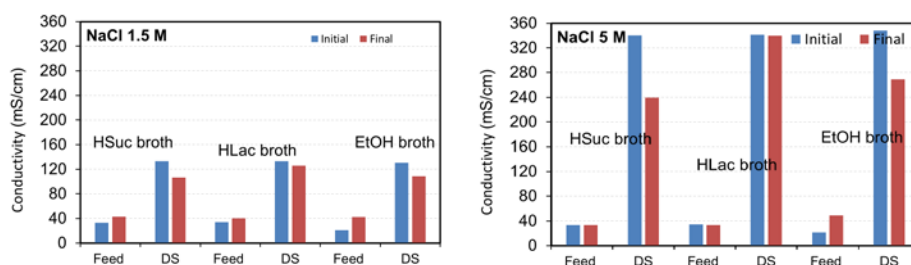 NaCl 1.5 M
Initial Final
Conductivity (mS/cm)
360
320
280
240
200
160
120
80
40
0
HSuc broth
HLac broth
EtOH broth
Feed DS Feed DS Feed DS
NaCl 5 M
Initial Final
Conductivity (mS/cm)
360
320
280
240
200
160
120
80
40
0
HSuc broth
HLac broth
EtOH broth
Feed DS Feed DS Feed DS